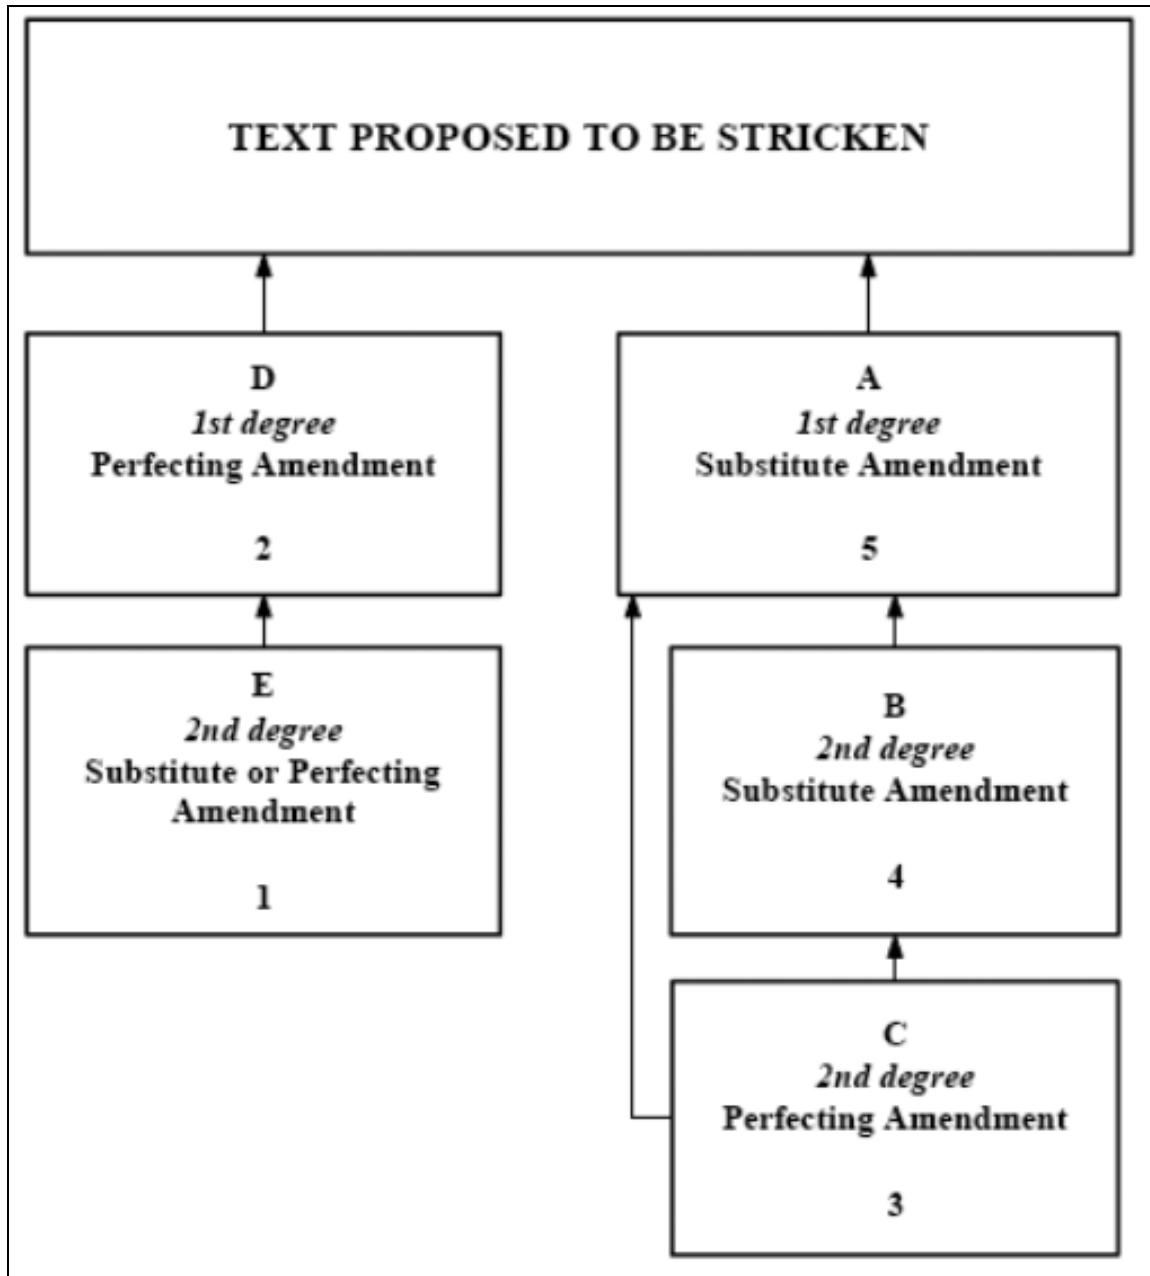 TEXT PROPOSED TO BE STRICKEN
D
1st degree
Perfecting Amendment
2
A
1st degree
Substitute Amendment
5
E
2nd degree
Substitute or Perfecting
Amendment
1
B
2nd degree
Substitute Amendment
4
C
2nd degree
Perfecting Amendment
3